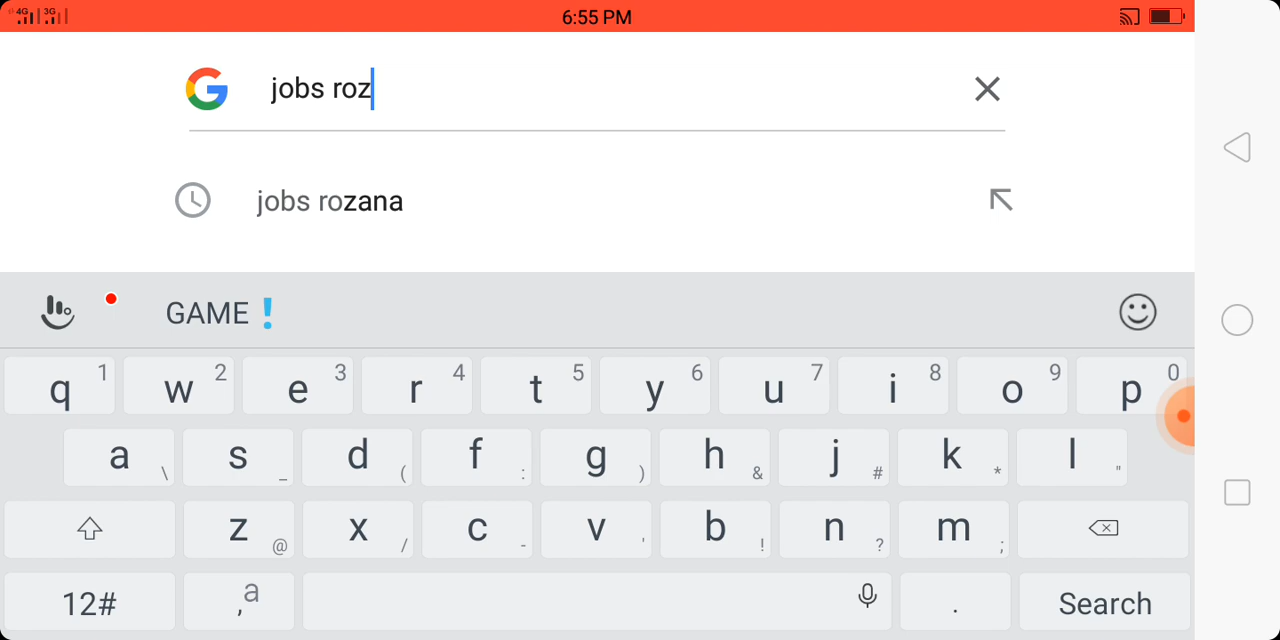 4G 3G 6:55 PM
jobs roz
jobs rozana
GAME❗
q 1 w 2 e 3 r 4 t 5 y 6 u 7 i 8 o 9 p 0
a \ s _ d ( f : g ) h & j # k * l "
z @ x / c - v ' b ! n ? m ;
12# , a . Search